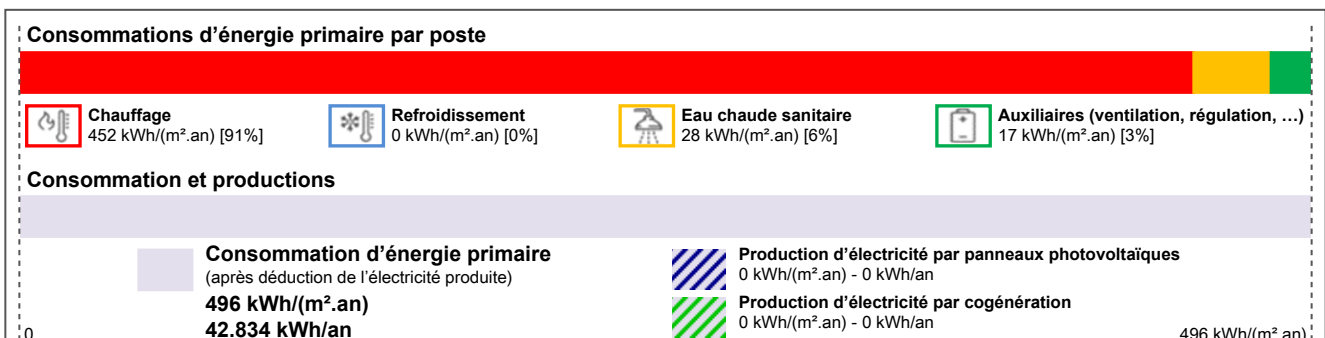 Consommations d’énergie primaire par poste
Chauffage
452 kWh/(m².an) [91%]
Refroidissement
0 kWh/(m².an) [0%]
Eau chaude sanitaire
28 kWh/(m².an) [6%]
Auxiliaires (ventilation, régulation, …)
17 kWh/(m².an) [3%]
Consommation et productions
Consommation d’énergie primaire
(après déduction de l’électricité produite)
496 kWh/(m².an)
42.834 kWh/an
Production d’électricité par panneaux photovoltaïques
0 kWh/(m².an) - 0 kWh/an
Production d’électricité par cogénération
0 kWh/(m².an) - 0 kWh/an
0
496 kWh/(m².an)